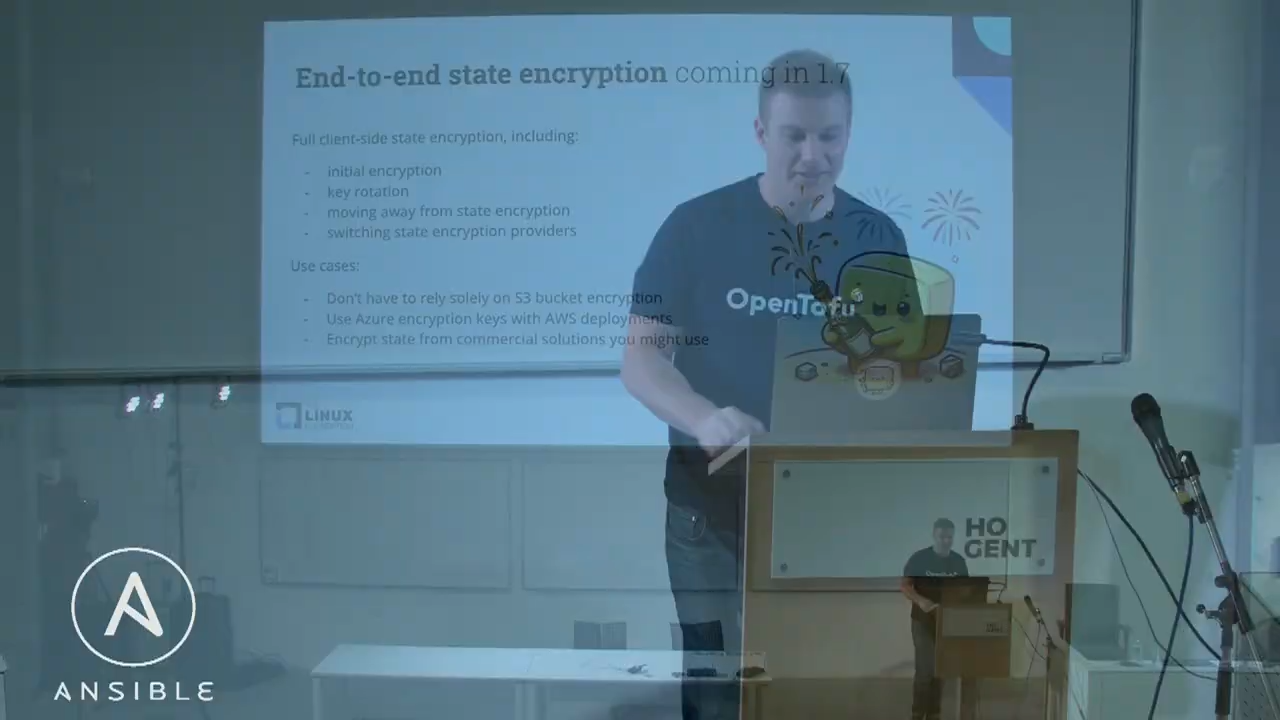 End-to-end state encryption coming in 1.7
Full client-side state encryption, including:
- initial encryption
- key rotation
- moving away from state encryption
- switching state encryption providers
Use cases:
- Don't have to rely solely on S3 bucket encryption
- Use Azure encryption keys with AWS deployments
- Encrypt state from commercial solutions you might use
LINUX
OpenTofu
HO
GENT
ANSIBLE